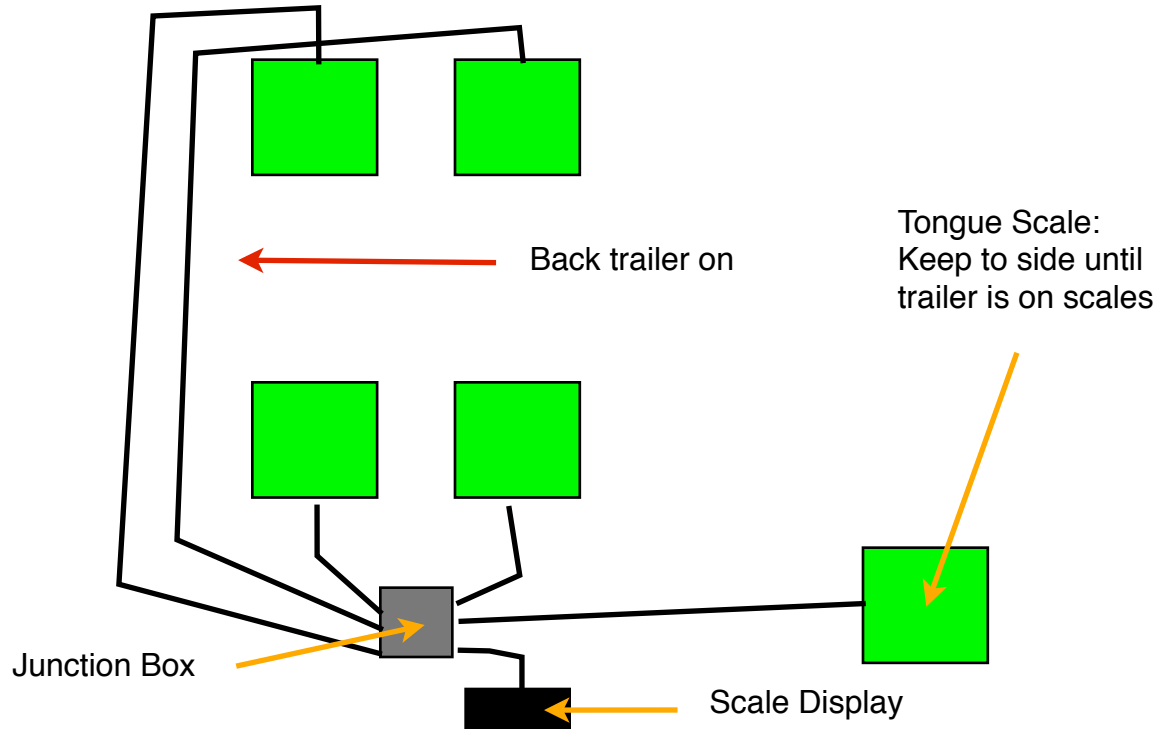 Back trailer on
Tongue Scale:
Keep to side until
trailer is on scales
Junction Box
Scale Display